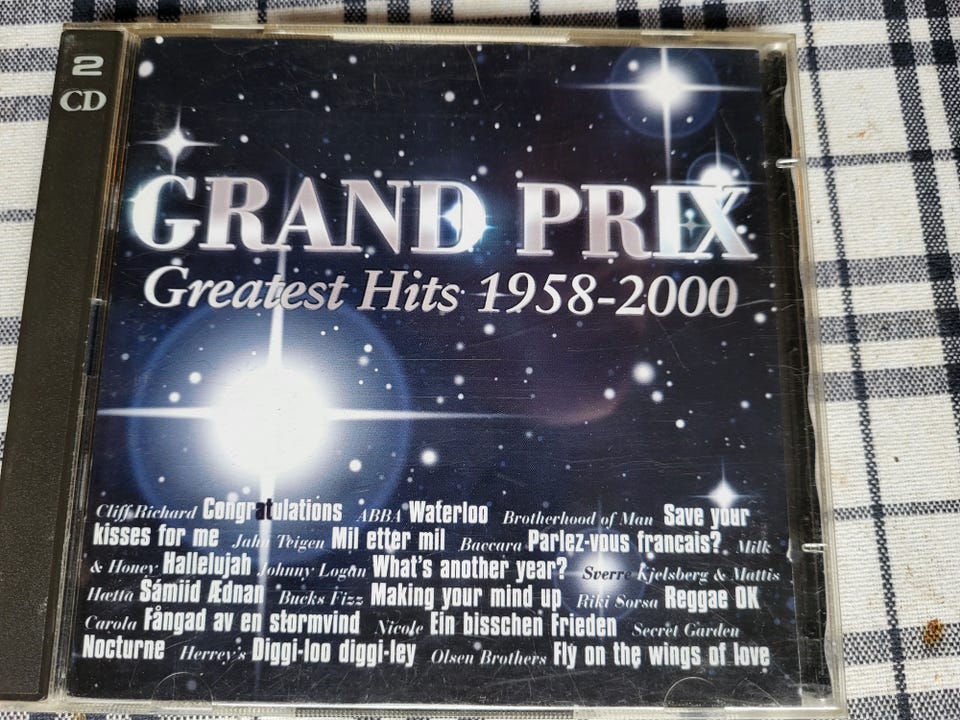 2
CD
GRAND PRIX
Greatest Hits 1958-2000
Cliff Richard Congratulations ABBA Waterloo Brotherhood of Man Save your
kisses for me Jahn Teigen Mil etter mil Baccara Parlez-vous francais? Milk
& Honey Hallelujah Johnny Logan What's another year? Sverre Kjelsberg & Mattis
Hætta Sámiid Ædnan Bucks Fizz Making your mind up Riki Sorsa Reggae OK
Carola Fångad av en stormvind Nicole Ein bisschen Frieden Secret Garden
Nocturne Herrey's Diggi-loo diggi-ley Olsen Brothers Fly on the wings of love